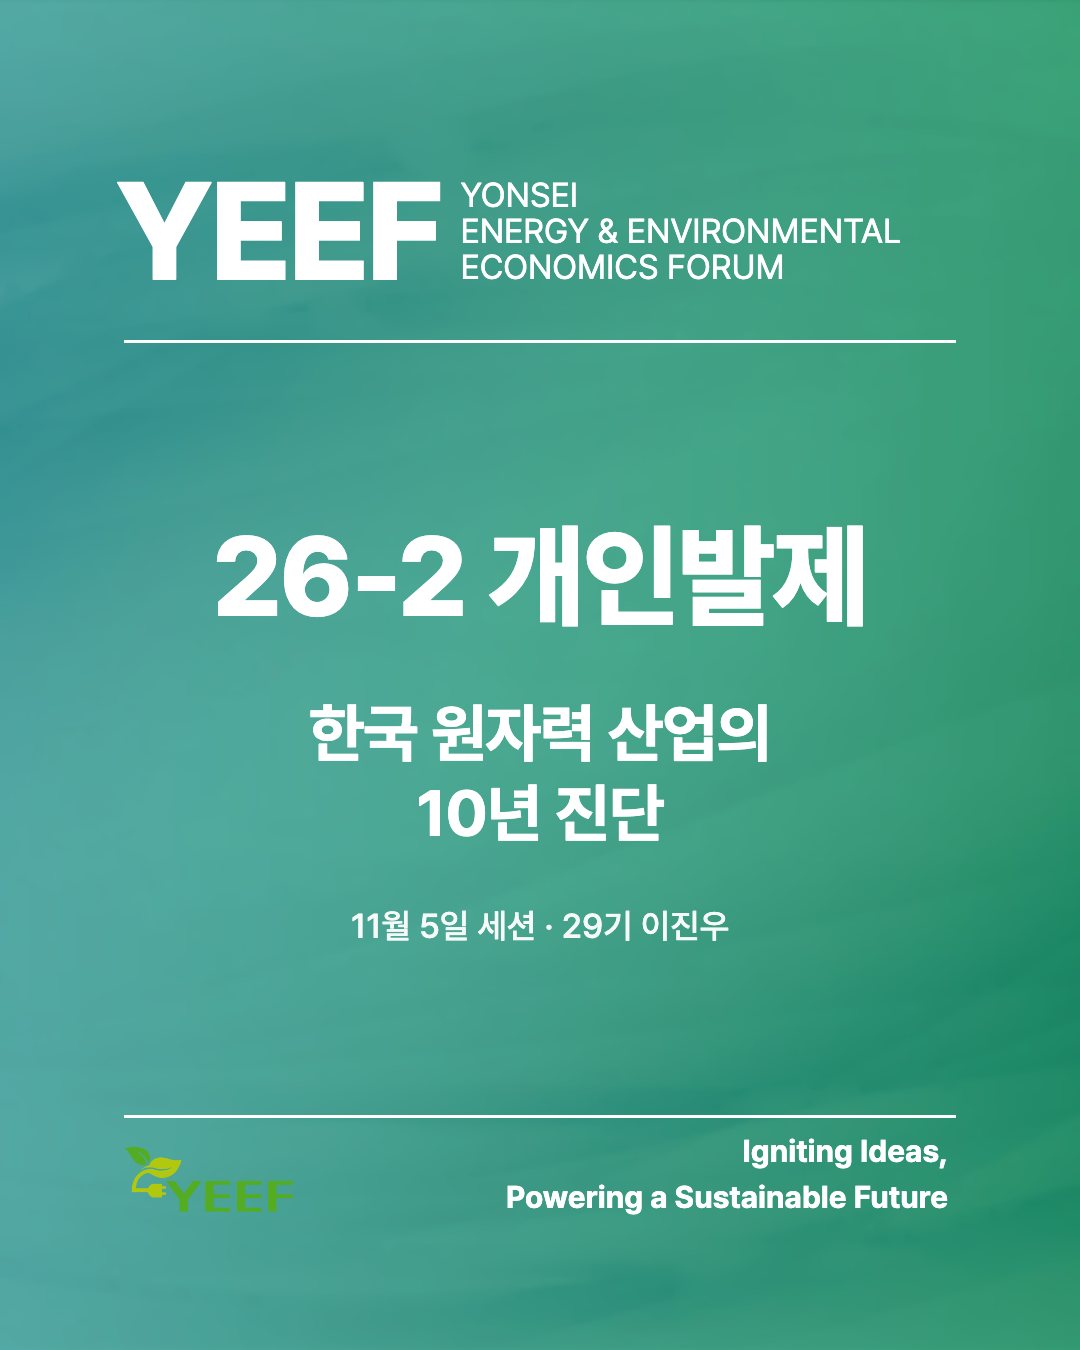 YEEF
YONSEI
ENERGY & ENVIRONMENTAL
ECONOMICS FORUM
26-2 개인발제
한국 원자력 산업의
10년 진단
11월 5일 세션 · 29기 이진우
YEEF
Igniting Ideas,
Powering a Sustainable Future